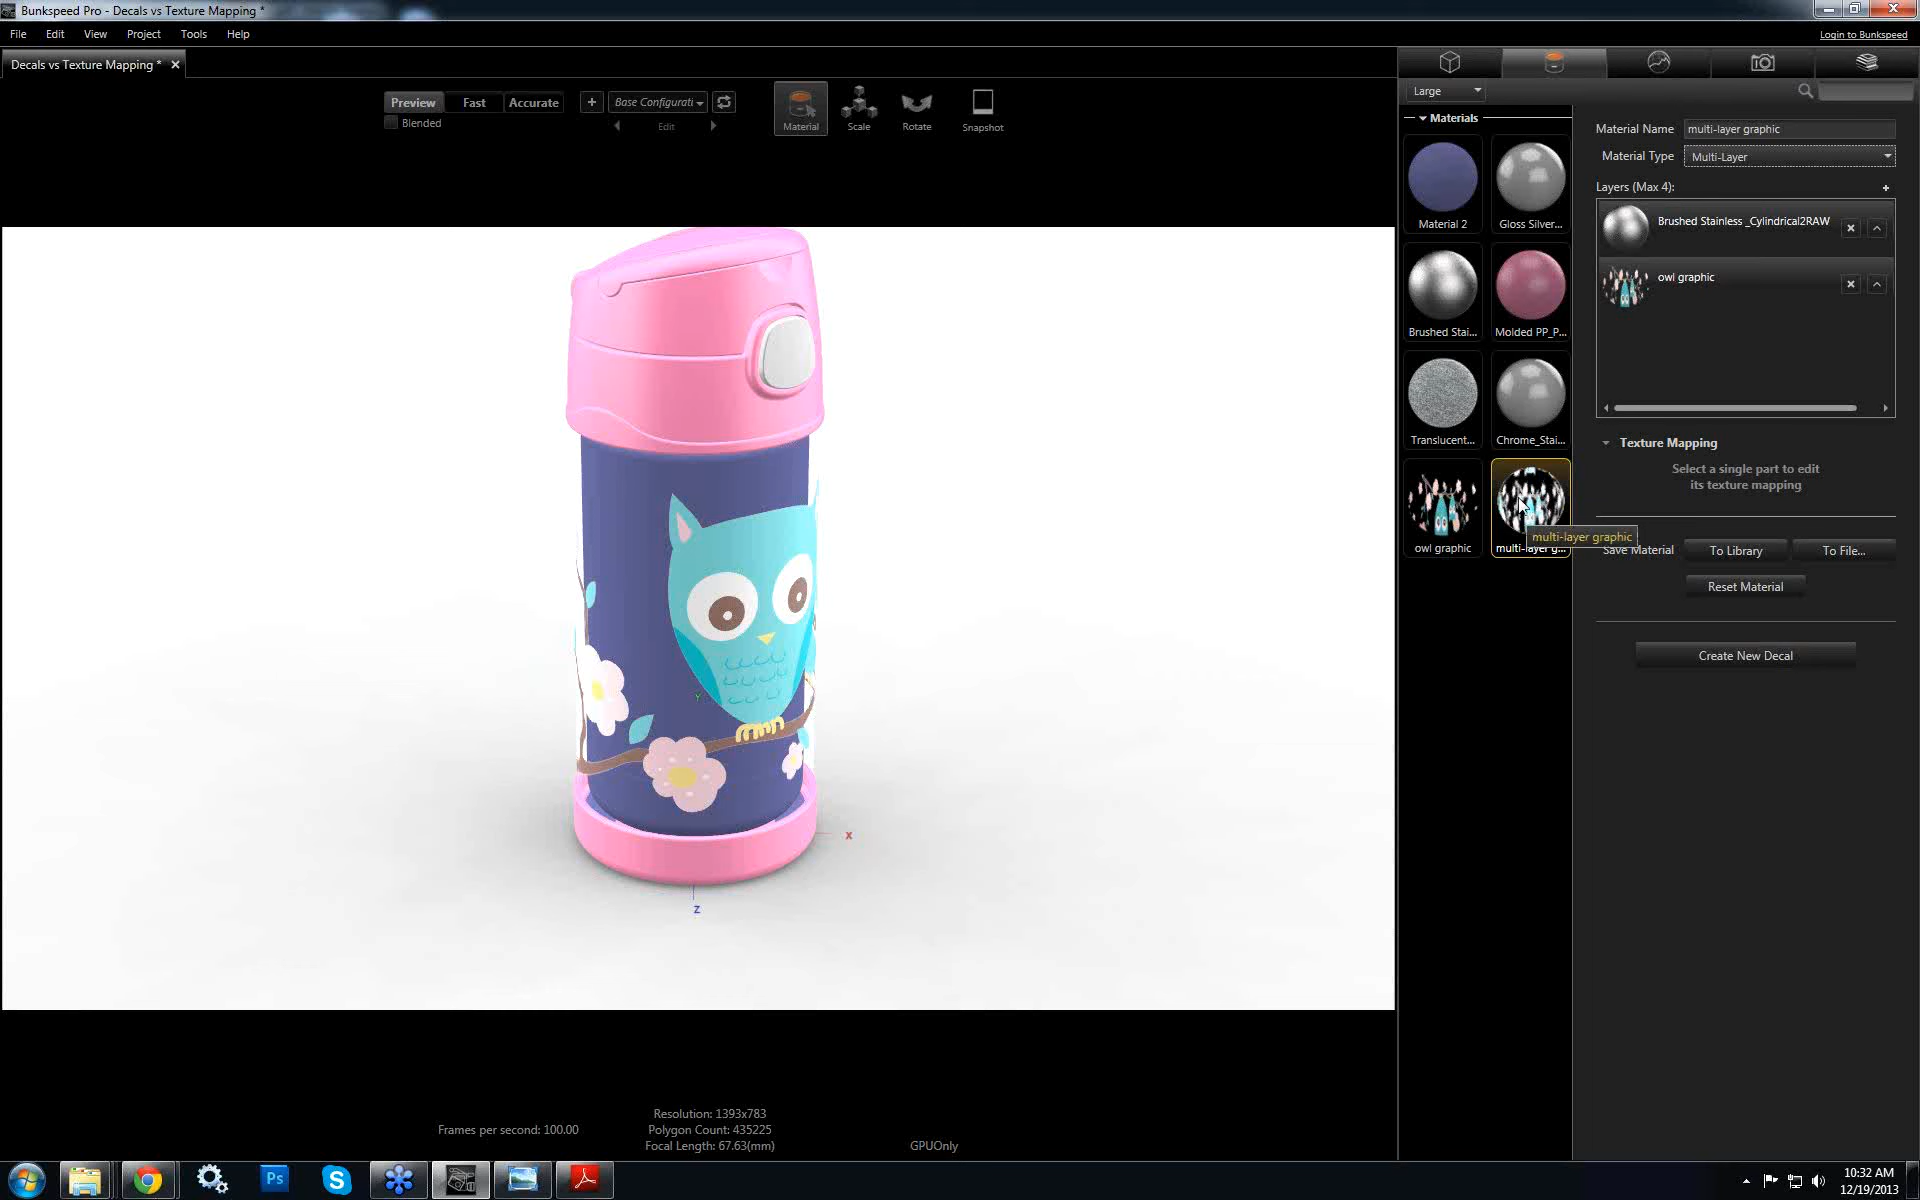 Bunkspeed Pro - Decals vs Texture Mapping *
File Edit View Project Tools Help
Login to Bunkspeed
Decals vs Texture Mapping *
Preview Fast Accurate
Blended
Base Configurati
Edit
Material Scale Rotate Snapshot
Large
Materials
Material 2 Gloss Silver...
Brushed Stai... Molded PP_P...
Translucent... Chrome_Stai...
owl graphic multi-layer g...
multi-layer graphic
Material Name multi-layer graphic
Material Type Multi-Layer
Layers (Max 4):
Brushed Stainless _Cylindrical2RAW
owl graphic
Texture Mapping
Select a single part to edit
its texture mapping
Save Material To Library To File...
Reset Material
Create New Decal
Y
X
Z
Frames per second: 100.00
Resolution: 1393x783
Polygon Count: 435225
Focal Length: 67.63(mm)
GPUOnly
Ps
10:32 AM
12/19/2013